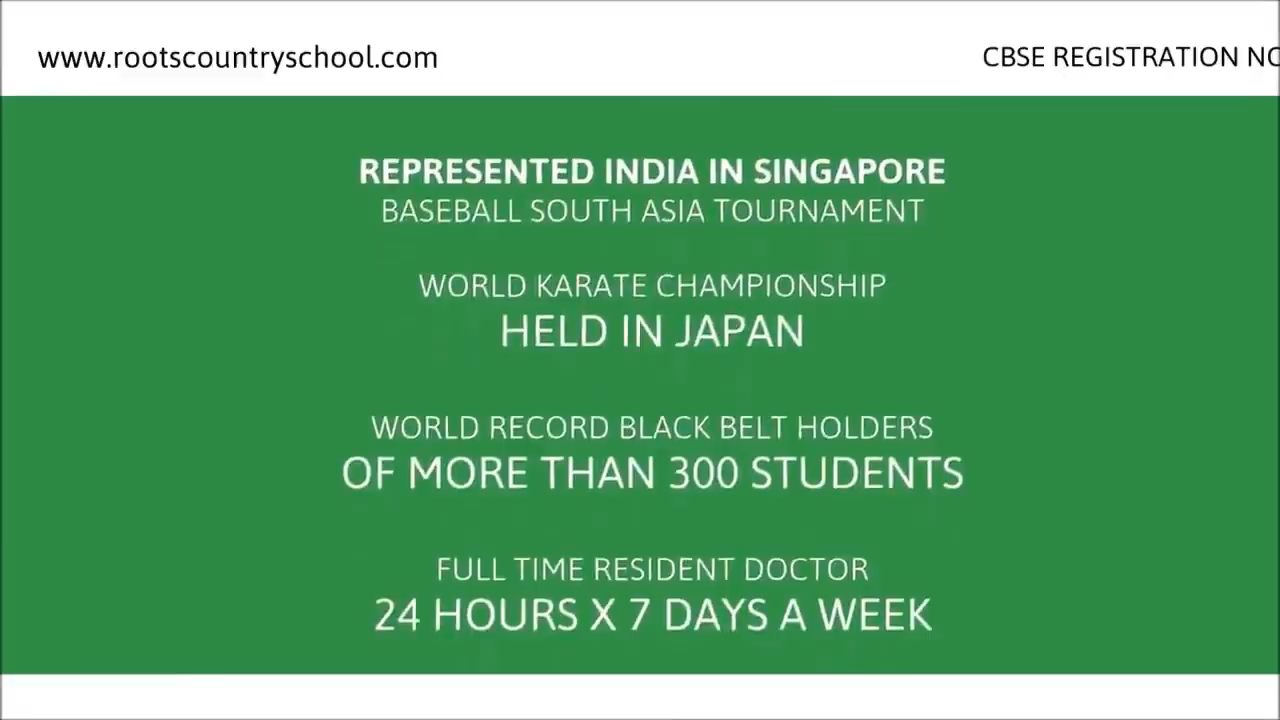 www.rootscountryschool.com
CBSE REGISTRATION
REPRESENTED INDIA IN SINGAPORE
BASEBALL SOUTH ASIA TOURNAMENT
WORLD KARATE CHAMPIONSHIP
HELD IN JAPAN
WORLD RECORD BLACK BELT HOLDERS
OF MORE THAN 300 STUDENTS
FULL TIME RESIDENT DOCTOR
24 HOURS X 7 DAYS A WEEK